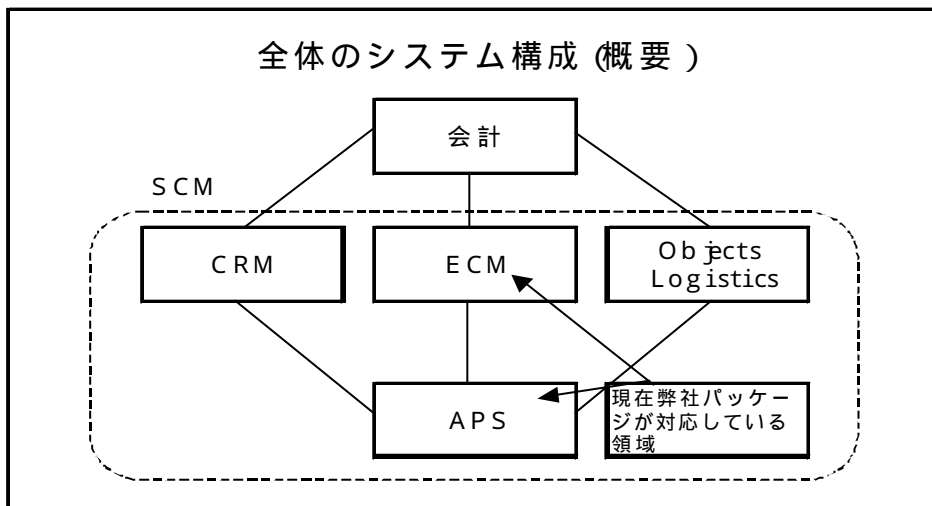 全体のシステム構成(概要)
会計
SCM
CRM
ECM
Objects
Logistics
APS
現在弊社パッケー
ジが対応している
領域